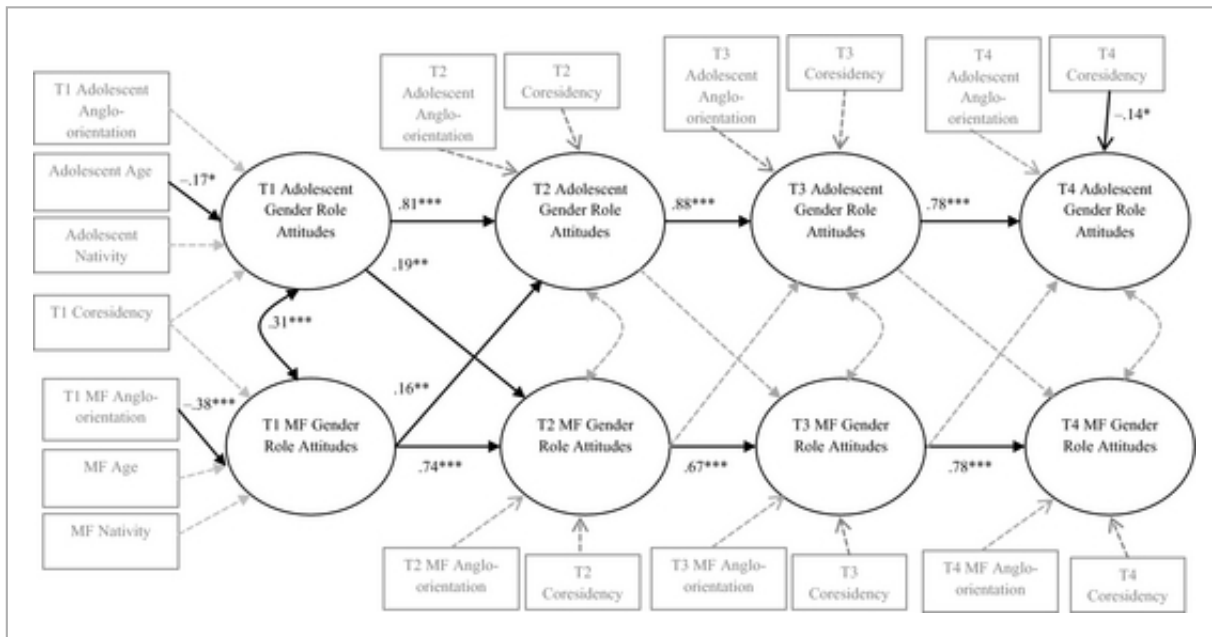 T1 Adolescent
Anglo-
orientation
Adolescent Age
Adolescent
Nativity
T1 Coresidency
T1 MF Anglo-
orientation
MF Age
MF Nativity
T2
Adolescent
Anglo-
orientation
T2
Coresidency
T3
Adolescent
Anglo-
orientation
T3
Coresidency
T4
Adolescent
Anglo-
orientation
T4
Coresidency
–.14*
–.17*
T1 Adolescent
Gender Role
Attitudes
.81***
T2 Adolescent
Gender Role
Attitudes
.88***
T3 Adolescent
Gender Role
Attitudes
.78***
T4 Adolescent
Gender Role
Attitudes
.19**
.31***
.16**
–.38***
T1 MF Gender
Role Attitudes
.74***
T2 MF Gender
Role Attitudes
.67***
T3 MF Gender
Role Attitudes
.78***
T4 MF Gender
Role Attitudes
T2 MF Anglo-
orientation
T2
Coresidency
T3 MF Anglo-
orientation
T3
Coresidency
T4 MF Anglo-
orientation
T4
Coresidency